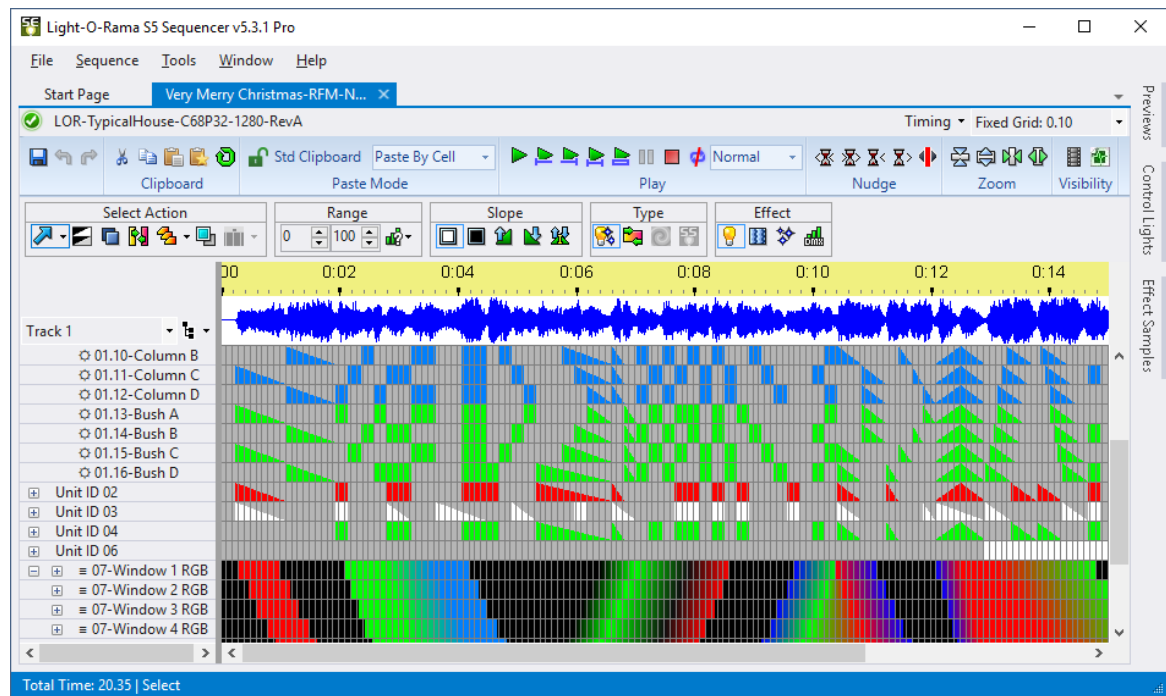 Light-O-Rama S5 Sequencer v5.3.1 Pro
File Sequence Tools Window Help
Start Page Very Merry Christmas-RFM-N...
LOR-TypicalHouse-C68P32-1280-RevA Timing Fixed Grid: 0.10
Std Clipboard Paste By Cell Normal
Clipboard Paste Mode Play Nudge Zoom Visibility
Select Action Range Slope Type Effect
0 100
00 0:02 0:04 0:06 0:08 0:10 0:12 0:14
Track 1
01.10-Column B
01.11-Column C
01.12-Column D
01.13-Bush A
01.14-Bush B
01.15-Bush C
01.16-Bush D
Unit ID 02
Unit ID 03
Unit ID 04
Unit ID 06
07-Window 1 RGB
07-Window 2 RGB
07-Window 3 RGB
07-Window 4 RGB
Previews
Control Lights
Effect Samples
Total Time: 20.35 | Select